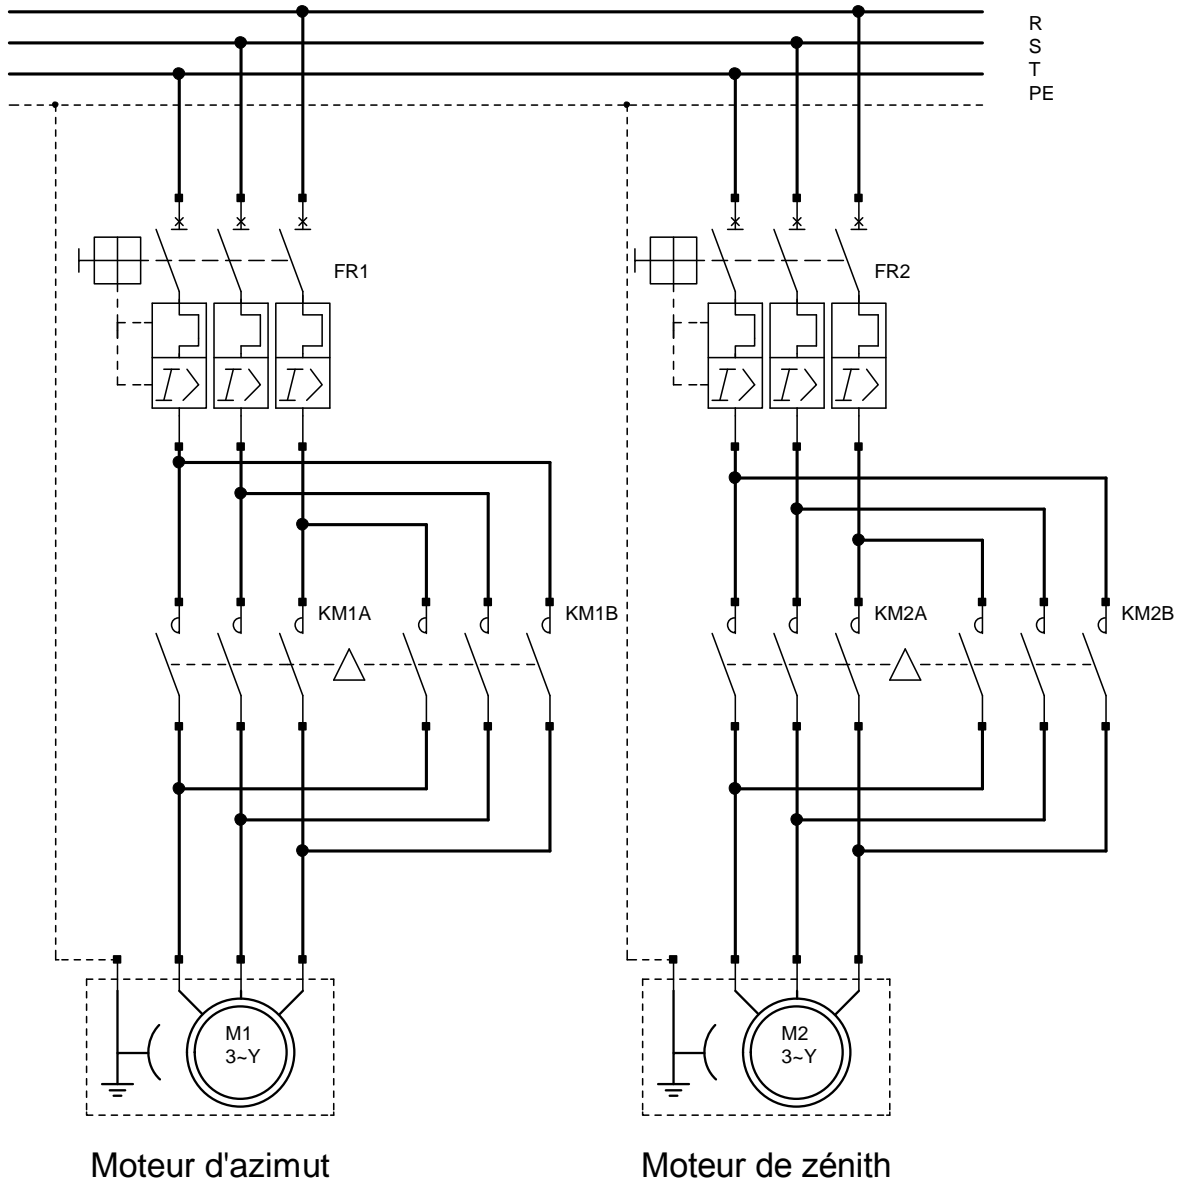 R
S
T
PE
FR1
FR2
I> I> I>
I> I> I>
KM1A
KM1B
KM2A
KM2B
M1
3~Y
M2
3~Y
Moteur d'azimut
Moteur de zénith